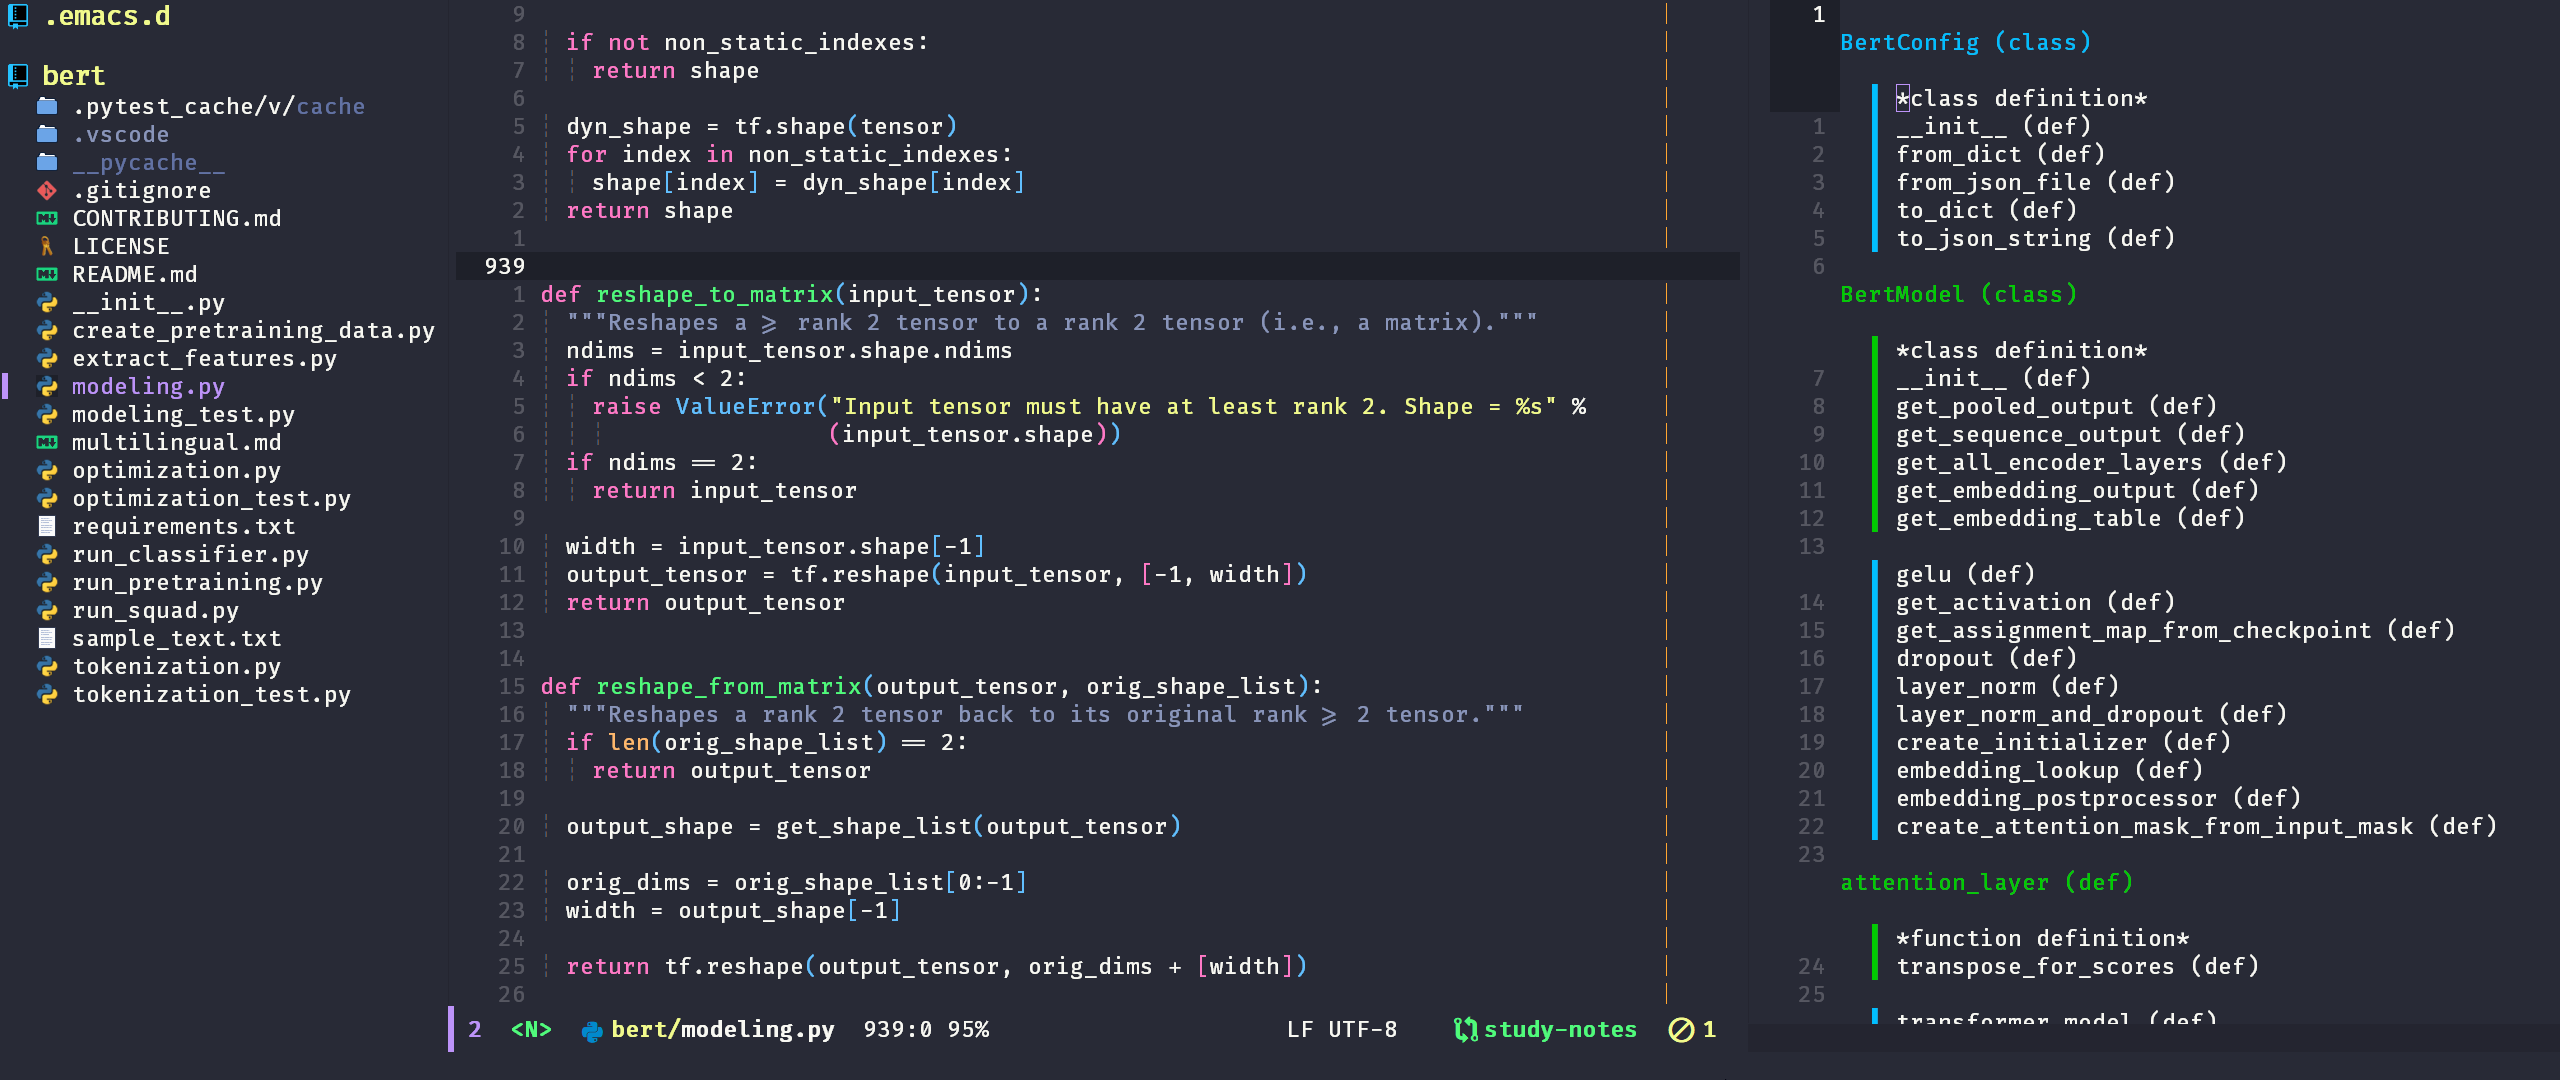 .emacs.d
bert
.pytest_cache/v/cache
.vscode
__pycache__
.gitignore
CONTRIBUTING.md
LICENSE
README.md
__init__.py
create_pretraining_data.py
extract_features.py
modeling.py
modeling_test.py
multilingual.md
optimization.py
optimization_test.py
requirements.txt
run_classifier.py
run_pretraining.py
run_squad.py
sample_text.txt
tokenization.py
tokenization_test.py
9
8 if not non_static_indexes:
7 return shape
6
5 dyn_shape = tf.shape(tensor)
4 for index in non_static_indexes:
3 shape[index] = dyn_shape[index]
2 return shape
1
939
1 def reshape_to_matrix(input_tensor):
2 """Reshapes a >= rank 2 tensor to a rank 2 tensor (i.e., a matrix)."""
3 ndims = input_tensor.shape.ndims
4 if ndims < 2:
5 raise ValueError("Input tensor must have at least rank 2. Shape = %s" %
6 (input_tensor.shape))
7 if ndims == 2:
8 return input_tensor
9
10 width = input_tensor.shape[-1]
11 output_tensor = tf.reshape(input_tensor, [-1, width])
12 return output_tensor
13
14
15 def reshape_from_matrix(output_tensor, orig_shape_list):
16 """Reshapes a rank 2 tensor back to its original rank >= 2 tensor."""
17 if len(orig_shape_list) == 2:
18 return output_tensor
19
20 output_shape = get_shape_list(output_tensor)
21
22 orig_dims = orig_shape_list[0:-1]
23 width = output_shape[-1]
24
25 return tf.reshape(output_tensor, orig_dims + [width])
26
2 <N> bert/modeling.py 939:0 95% LF UTF-8 study-notes 1
1
BertConfig (class)
*class definition*
1 __init__ (def)
2 from_dict (def)
3 from_json_file (def)
4 to_dict (def)
5 to_json_string (def)
6
BertModel (class)
*class definition*
7 __init__ (def)
8 get_pooled_output (def)
9 get_sequence_output (def)
10 get_all_encoder_layers (def)
11 get_embedding_output (def)
12 get_embedding_table (def)
13
gelu (def)
14 get_activation (def)
15 get_assignment_map_from_checkpoint (def)
16 dropout (def)
17 layer_norm (def)
18 layer_norm_and_dropout (def)
19 create_initializer (def)
20 embedding_lookup (def)
21 embedding_postprocessor (def)
22 create_attention_mask_from_input_mask (def)
23
attention_layer (def)
*function definition*
24 transpose_for_scores (def)
25
transformer_model (def)